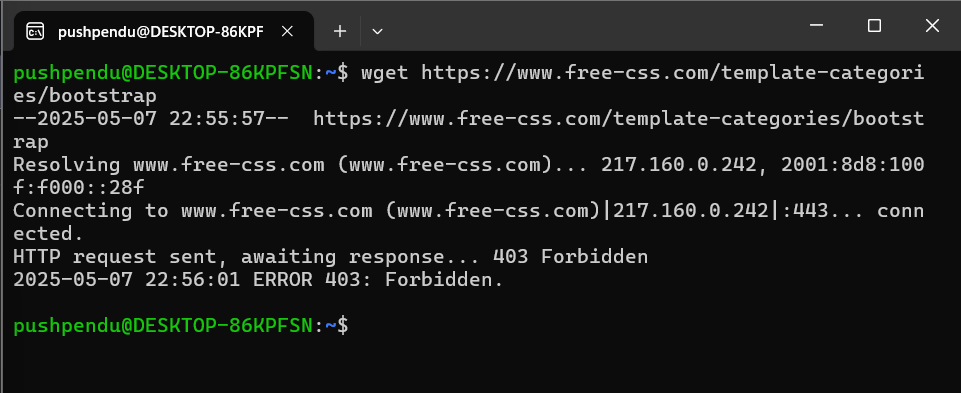 pushpendu@DESKTOP-86KPF
pushpendu@DESKTOP-86KPFSN:~$ wget https://www.free-css.com/template-categori
es/bootstrap
--2025-05-07 22:55:57--  https://www.free-css.com/template-categories/bootst
rap
Resolving www.free-css.com (www.free-css.com)... 217.160.0.242, 2001:8d8:100
f:f000::28f
Connecting to www.free-css.com (www.free-css.com)|217.160.0.242|:443... conn
ected.
HTTP request sent, awaiting response... 403 Forbidden
2025-05-07 22:56:01 ERROR 403: Forbidden.
pushpendu@DESKTOP-86KPFSN:~$